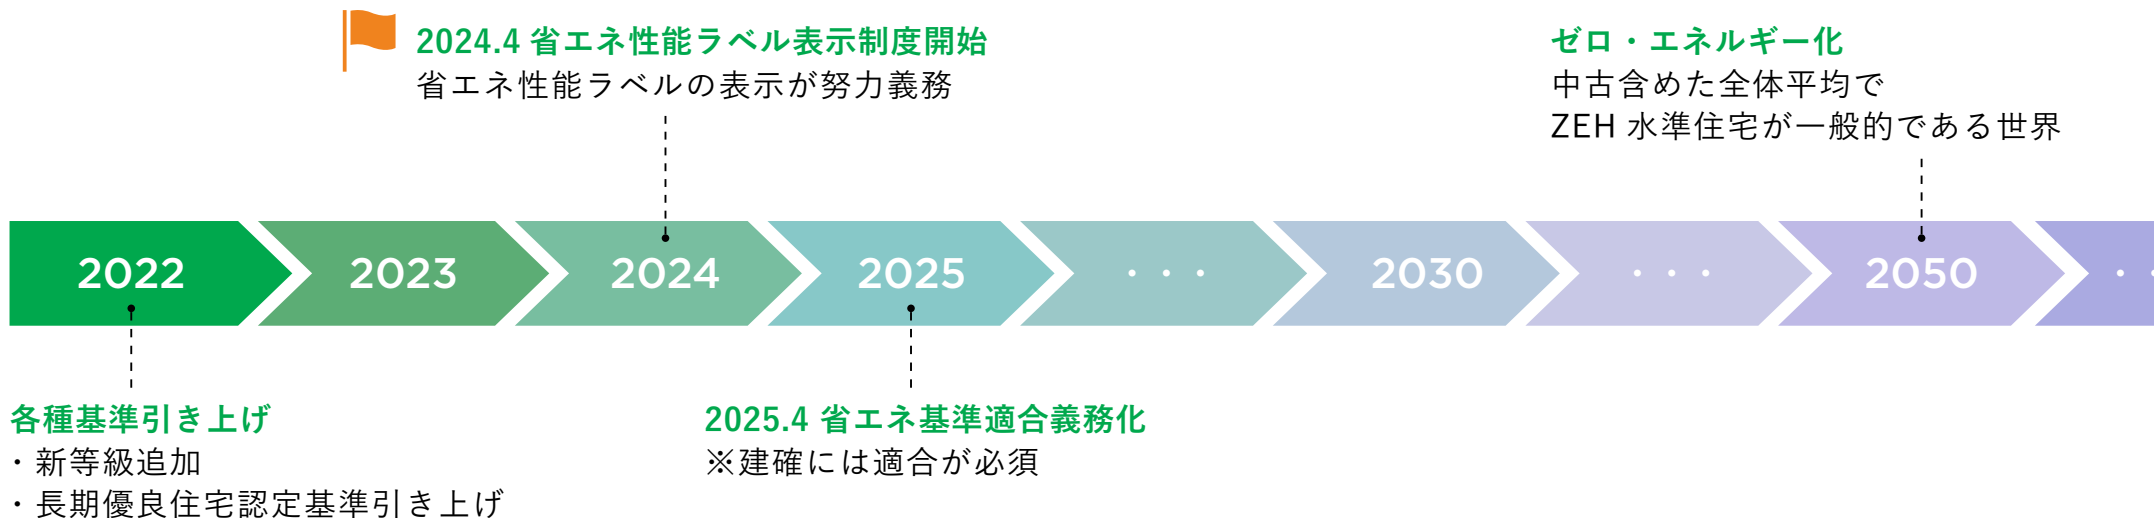 2024.4 省エネ性能ラベル表示制度開始
省エネ性能ラベルの表示が努力義務
ゼロ・エネルギー化
中古含めた全体平均で
ZEH 水準住宅が一般的である世界
2022
2023
2024
2025
・・・
2030
・・・
2050
・・
各種基準引き上げ
・新等級追加
・長期優良住宅認定基準引き上げ
2025.4 省エネ基準適合義務化
※建確には適合が必須